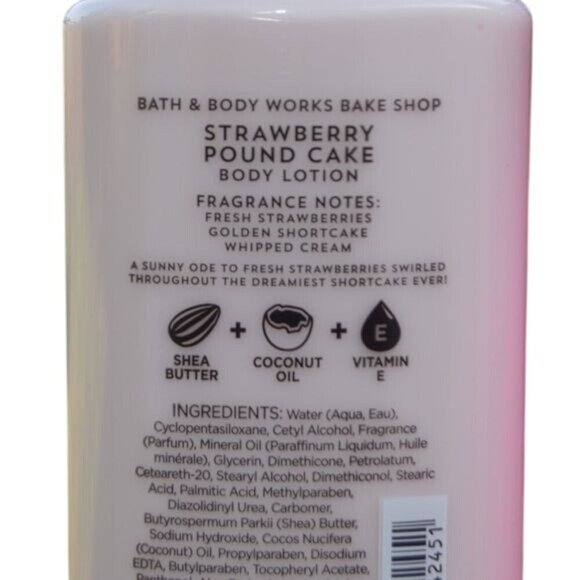 BATH & BODY WORKS BAKE SHOP
STRAWBERRY
POUND CAKE
BODY LOTION
FRAGRANCE NOTES:
FRESH STRAWBERRIES
GOLDEN SHORTCAKE
WHIPPED CREAM
A SUNNY ODE TO FRESH STRAWBERRIES SWIRLED
THROUGHOUT THE DREAMIEST SHORTCAKE EVER!
+ + E
SHEA BUTTER
COCONUT OIL
VITAMIN E
INGREDIENTS: Water (Aqua, Eau),
Cyclopentasiloxane, Cetyl Alcohol, Fragrance
(Parfum), Mineral Oil (Paraffinum Liquidum, Huile
minérale), Glycerin, Dimethicone, Petrolatum,
Ceteareth-20, Stearyl Alcohol, Dimethiconol, Stearic
Acid, Palmitic Acid, Methylparaben,
Diazolidinyl Urea, Carbomer,
Butyrospermum Parkii (Shea) Butter,
Sodium Hydroxide, Cocos Nucifera
(Coconut) Oil, Propylparaben, Disodium
EDTA, Butylparaben, Tocopheryl Acetate,
2451